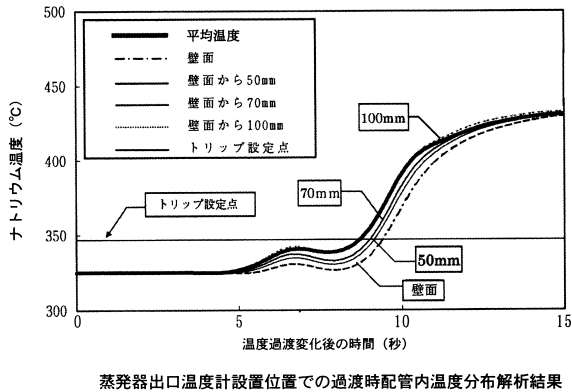 500
450
400
350
300
ナトリウム温度(℃)
平均温度
壁面
壁面から50mm
壁面から70mm
壁面から100mm
トリップ設定点
100mm
70mm
トリップ設定点
50mm
壁面
0
5
10
15
温度過渡変化後の時間(秒)
蒸発器出口温度計設置位置での過渡時配管内温度分布解析結果